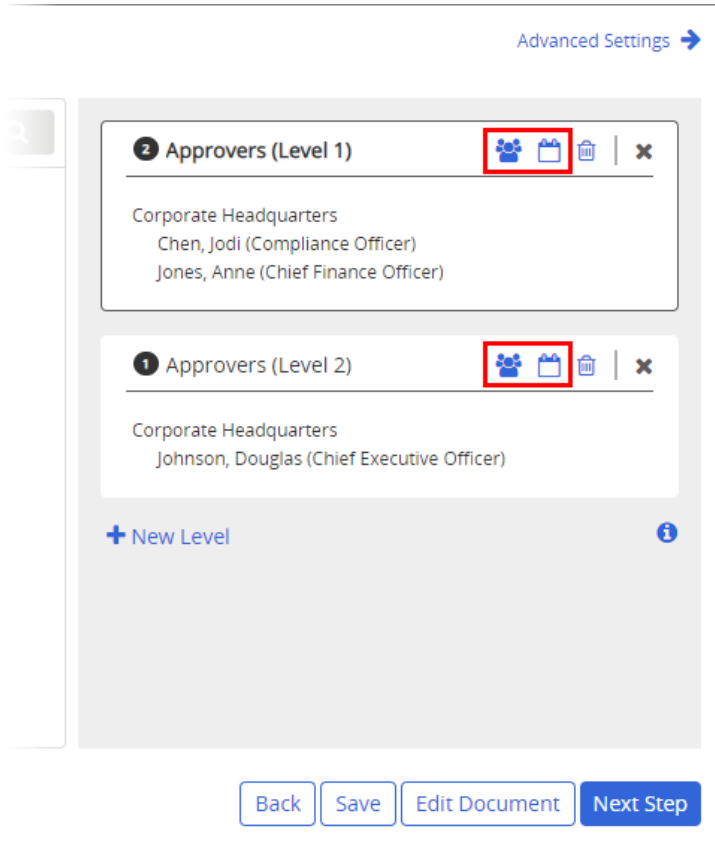 Advanced Settings
2 Approvers (Level 1)
Corporate Headquarters
Chen, Jodi (Compliance Officer)
Jones, Anne (Chief Finance Officer)
1 Approvers (Level 2)
Corporate Headquarters
Johnson, Douglas (Chief Executive Officer)
New Level
Back Save Edit Document Next Step